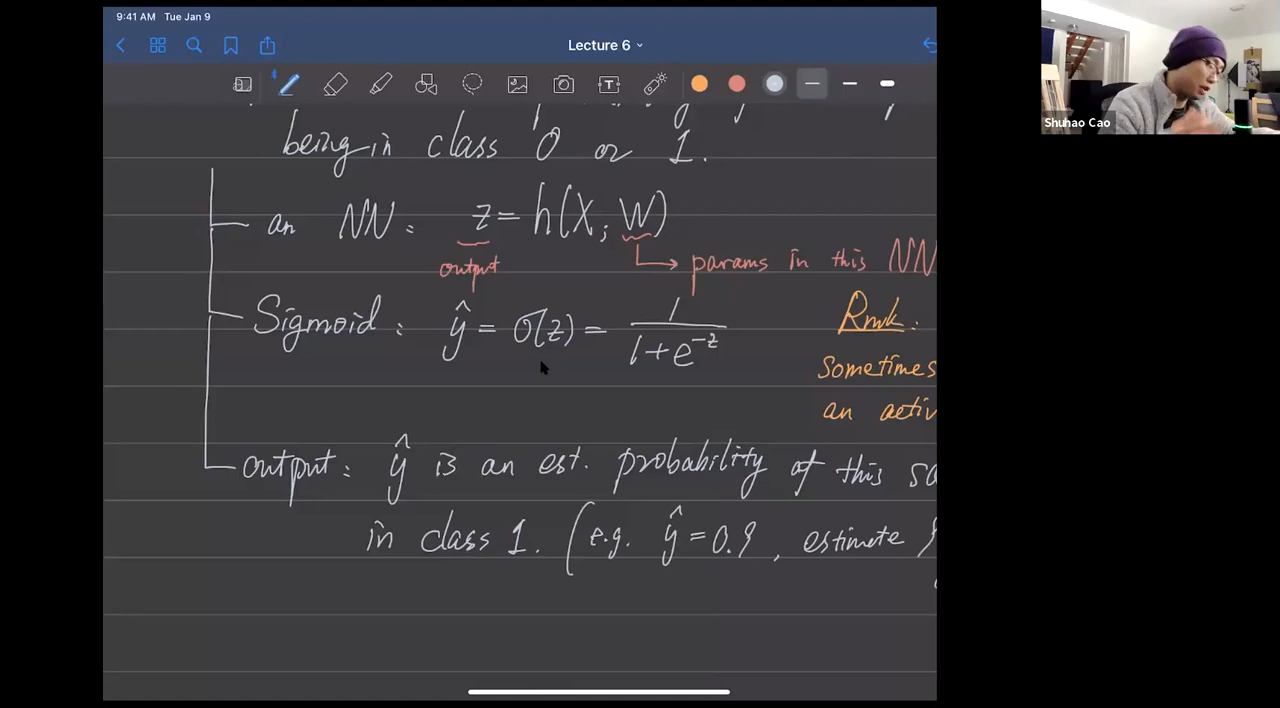 9:41 AM Tue Jan 9
Lecture 6
Shuhao Cao
being in class 0 or 1.
an NN: z = h(X; W)
output
params in this NN
Sigmoid: ŷ = σ(z) = 1 / (1 + e^{-z})
Rmk:
Sometimes
an activ
output: ŷ is an est. probability of this sa
in class 1. (e.g. ŷ = 0.9, estimate 9